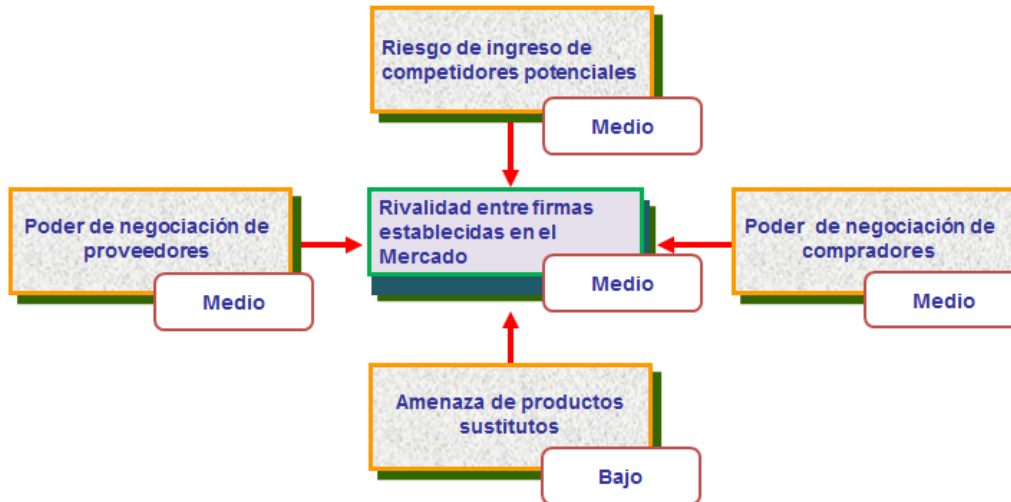 Riesgo de ingreso de
competidores potenciales
Medio
Poder de negociación de
proveedores
Medio
Rivalidad entre firmas
establecidas en el
Mercado
Medio
Poder de negociación de
compradores
Medio
Amenaza de productos
sustitutos
Bajo